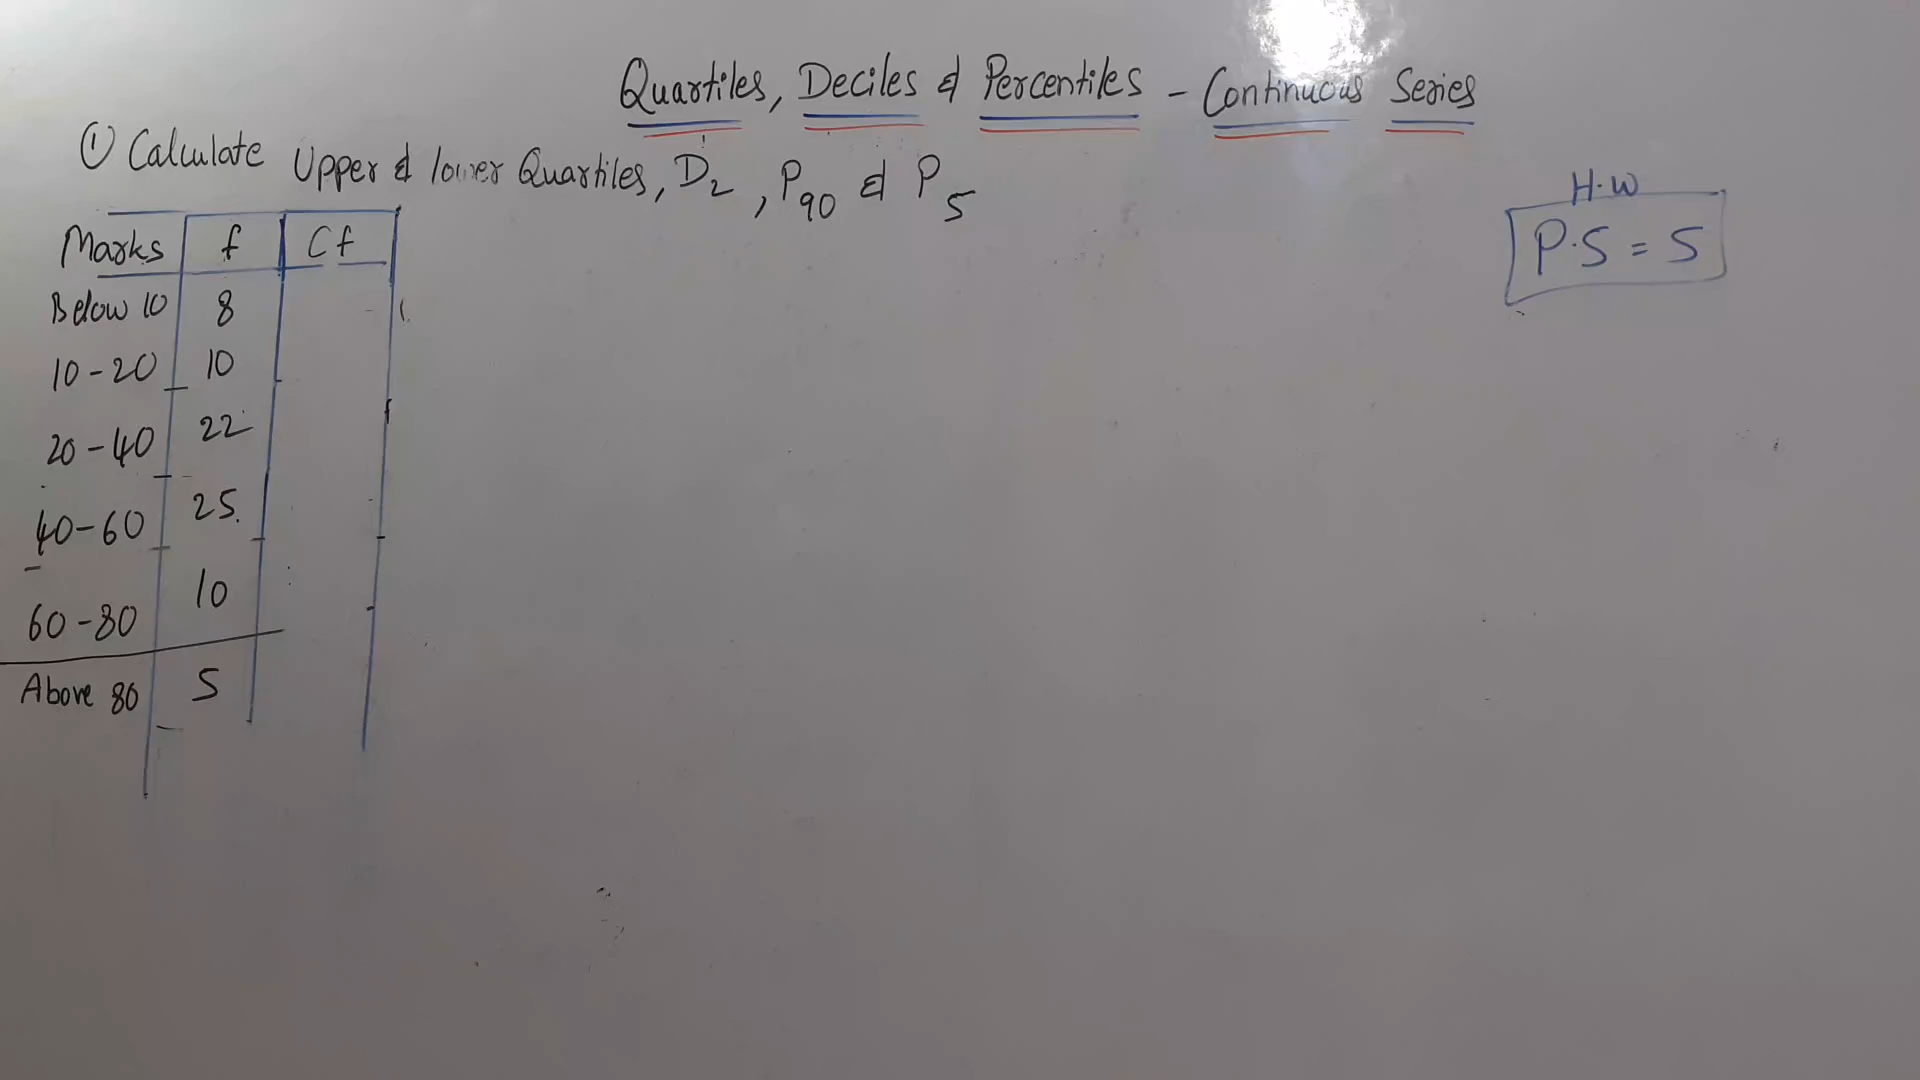 Quartiles, Deciles & Percentiles - Continuous Series
① Calculate Upper & lower Quartiles, D2, P90 & P5
H.W
P.S = S
Marks f Cf
Below 10 8
10-20 10
20-40 22
40-60 25
60-80 10
Above 80 5